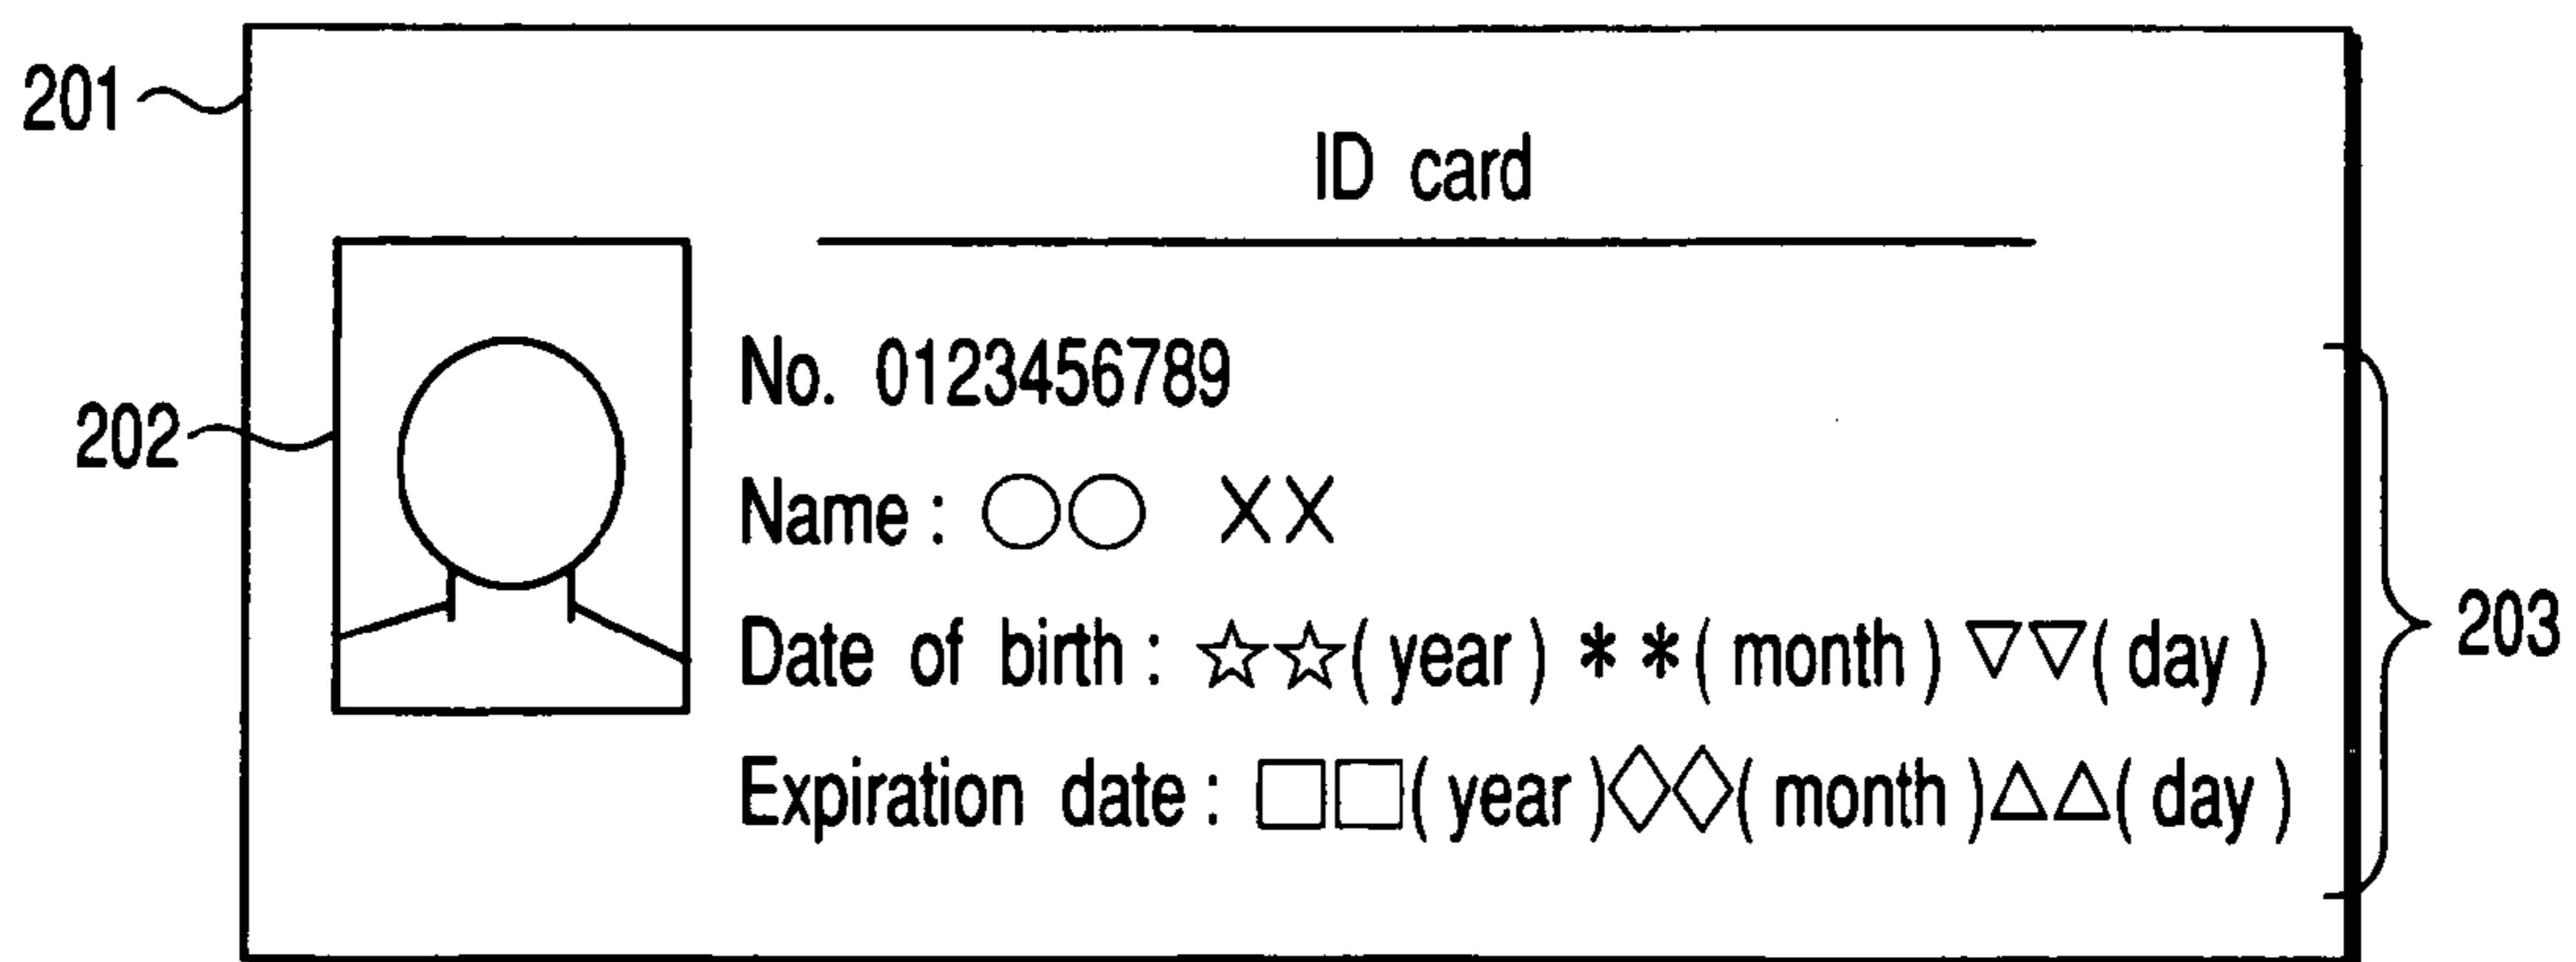 201
ID card
No. 0123456789
202
Name : ○○ ××
Date of birth : ☆☆( year ) * *( month ) ▽▽( day )
203
Expiration date : □□( year )◇◇( month )△△( day )